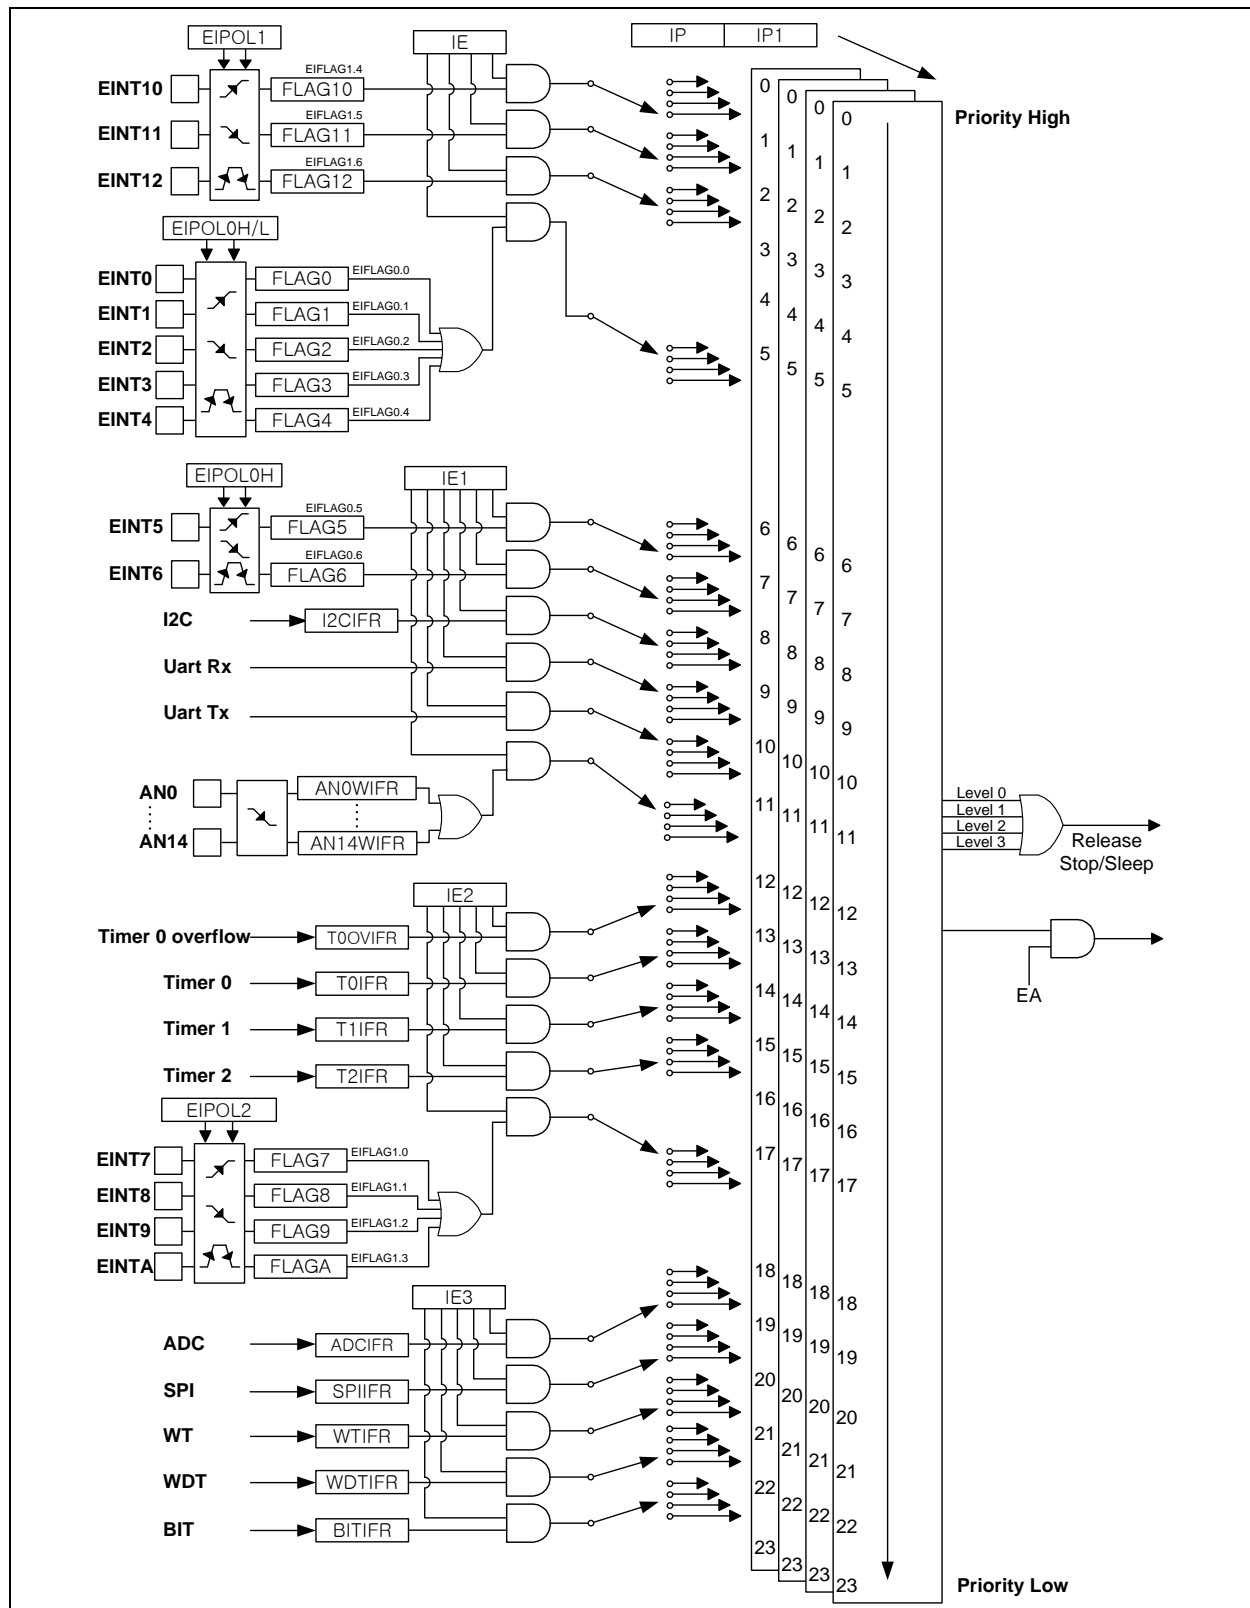 EIPOL1
IE
IP IP1
EINT10
EIFLAG1.4
FLAG10
EINT11
EIFLAG1.5
FLAG11
EINT12
EIFLAG1.6
FLAG12
Priority High
EIPOL0H/L
EINT0
FLAG0
EIFLAG0.0
EINT1
FLAG1
EIFLAG0.1
EINT2
FLAG2
EIFLAG0.2
EINT3
FLAG3
EIFLAG0.3
EINT4
FLAG4
EIFLAG0.4
0 0 0 0
1 1 1 1
2 2 2 2
3 3 3 3
4 4 4 4
5 5 5 5
EIPOL0H
IE1
EINT5
EIFLAG0.5
FLAG5
EINT6
EIFLAG0.6
FLAG6
I2C
I2CIFR
Uart Rx
Uart Tx
AN0
AN0WIFR
AN14
AN14WIFR
6 6 6 6
7 7 7 7
8 8 8 8
9 9 9 9
10 10 10 10
11 11 11 11
Level 0
Level 1
Level 2
Level 3
Release
Stop/Sleep
IE2
Timer 0 overflow
T0OVIFR
Timer 0
T0IFR
Timer 1
T1IFR
Timer 2
T2IFR
12 12 12 12
13 13 13 13
14 14 14 14
15 15 15 15
16 16 16 16
17 17 17 17
EA
EIPOL2
EINT7
FLAG7
EIFLAG1.0
EINT8
FLAG8
EIFLAG1.1
EINT9
FLAG9
EIFLAG1.2
EINTA
FLAGA
EIFLAG1.3
IE3
ADC
ADCIFR
SPI
SPIIFR
WT
WTIFR
WDT
WDTIFR
BIT
BITIFR
18 18 18 18
19 19 19 19
20 20 20 20
21 21 21 21
22 22 22 22
23 23 23 23
Priority Low